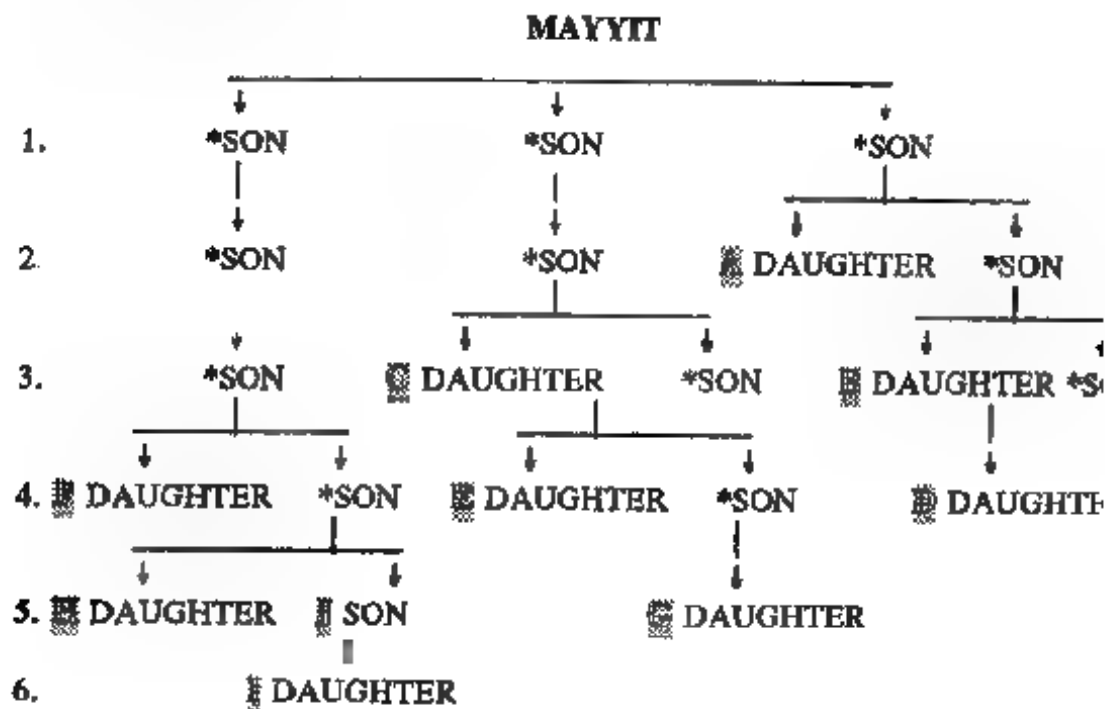 MAYYIT
1. *SON *SON *SON
2. *SON *SON DAUGHTER *SON
3. *SON DAUGHTER *SON DAUGHTER *S
4. DAUGHTER *SON DAUGHTER *SON DAUGHT
5. DAUGHTER SON DAUGHTER
6. DAUGHTER